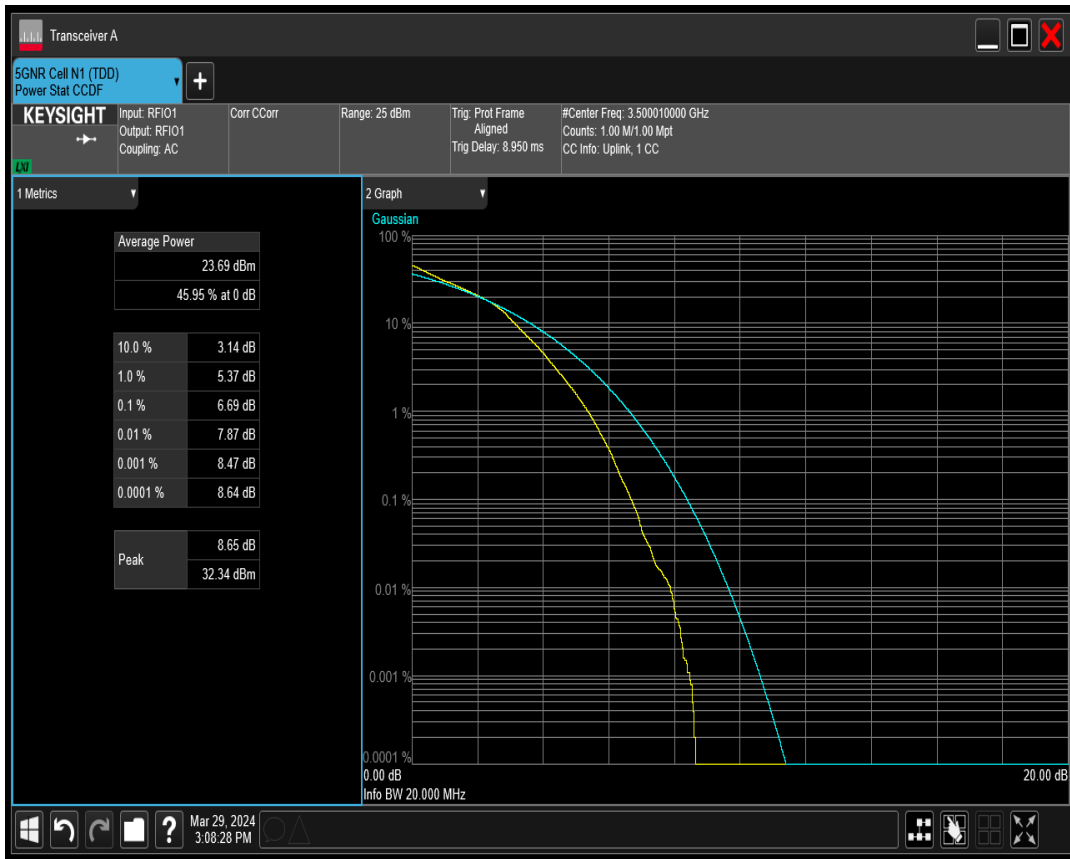 Transceiver A
5GNR Cell N1 (TDD)
Power Stat CCDF
+
KEYSIGHT
LXI
Input: RFIO1
Output: RFIO1
Coupling: AC
Corr CCorr
Range: 25 dBm
Trig: Prot Frame
Aligned
Trig Delay: 8.950 ms
#Center Freq: 3.500010000 GHz
Counts: 1.00 M/1.00 Mpt
CC Info: Uplink, 1 CC
1 Metrics
Average Power
23.69 dBm
45.95 % at 0 dB
10.0 % 3.14 dB
1.0 % 5.37 dB
0.1 % 6.69 dB
0.01 % 7.87 dB
0.001 % 8.47 dB
0.0001 % 8.64 dB
Peak
8.65 dB
32.34 dBm
2 Graph
Gaussian
100 %
10 %
1 %
0.1 %
0.01 %
0.001 %
0.0001 %
0.00 dB 20.00 dB
Info BW 20.000 MHz
?
Mar 29, 2024
3:08:28 PM